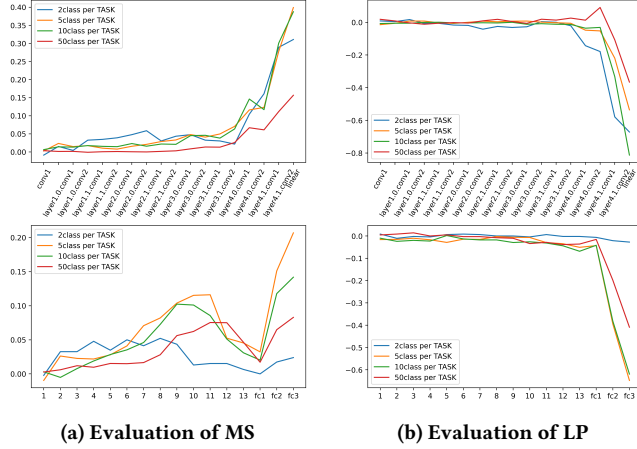 0.40
0.35
0.30
0.25
0.20
0.15
0.10
0.05
0.00
2class per TASK
5class per TASK
10class per TASK
50class per TASK
conv1
layer1.0.conv1
layer1.0.conv2
layer1.1.conv1
layer1.1.conv2
layer2.0.conv1
layer2.0.conv2
layer2.1.conv1
layer2.1.conv2
layer3.0.conv1
layer3.0.conv2
layer3.1.conv1
layer3.1.conv2
layer4.0.conv1
layer4.0.conv2
layer4.1.conv1
layer4.1.conv2
linear
0.0
−0.2
−0.4
−0.6
−0.8
2class per TASK
5class per TASK
10class per TASK
50class per TASK
conv1
layer1.0.conv1
layer1.0.conv2
layer1.1.conv1
layer1.1.conv2
layer2.0.conv1
layer2.0.conv2
layer2.1.conv1
layer2.1.conv2
layer3.0.conv1
layer3.0.conv2
layer3.1.conv1
layer3.1.conv2
layer4.0.conv1
layer4.0.conv2
layer4.1.conv1
layer4.1.conv2
linear
0.20
0.15
0.10
0.05
0.00
2class per TASK
5class per TASK
10class per TASK
50class per TASK
1 2 3 4 5 6 7 8 9 10 11 12 13 fc1 fc2 fc3
0.0
−0.1
−0.2
−0.3
−0.4
−0.5
−0.6
2class per TASK
5class per TASK
10class per TASK
50class per TASK
1 2 3 4 5 6 7 8 9 10 11 12 13 fc1 fc2 fc3
(a) Evaluation of MS
(b) Evaluation of LP